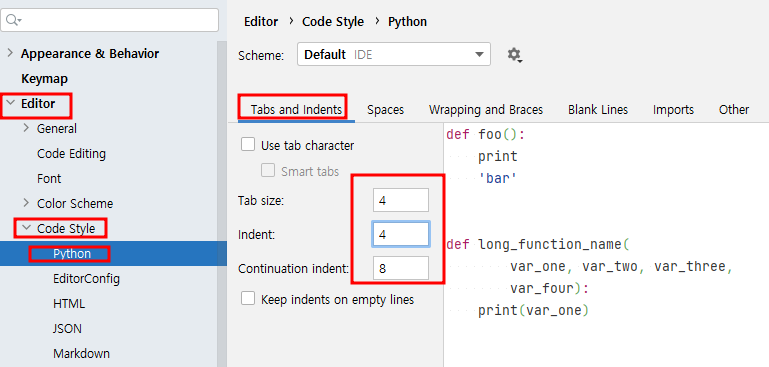 Appearance & Behavior
Keymap
Editor
General
Code Editing
Font
Color Scheme
Code Style
Python
EditorConfig
HTML
JSON
Markdown
Editor › Code Style › Python
Scheme: Default IDE
Tabs and Indents Spaces Wrapping and Braces Blank Lines Imports Other
Use tab character
Smart tabs
Tab size: 4
Indent: 4
Continuation indent: 8
Keep indents on empty lines
def foo():
    print
    'bar'
def long_function_name(
        var_one, var_two, var_three,
        var_four):
    print(var_one)